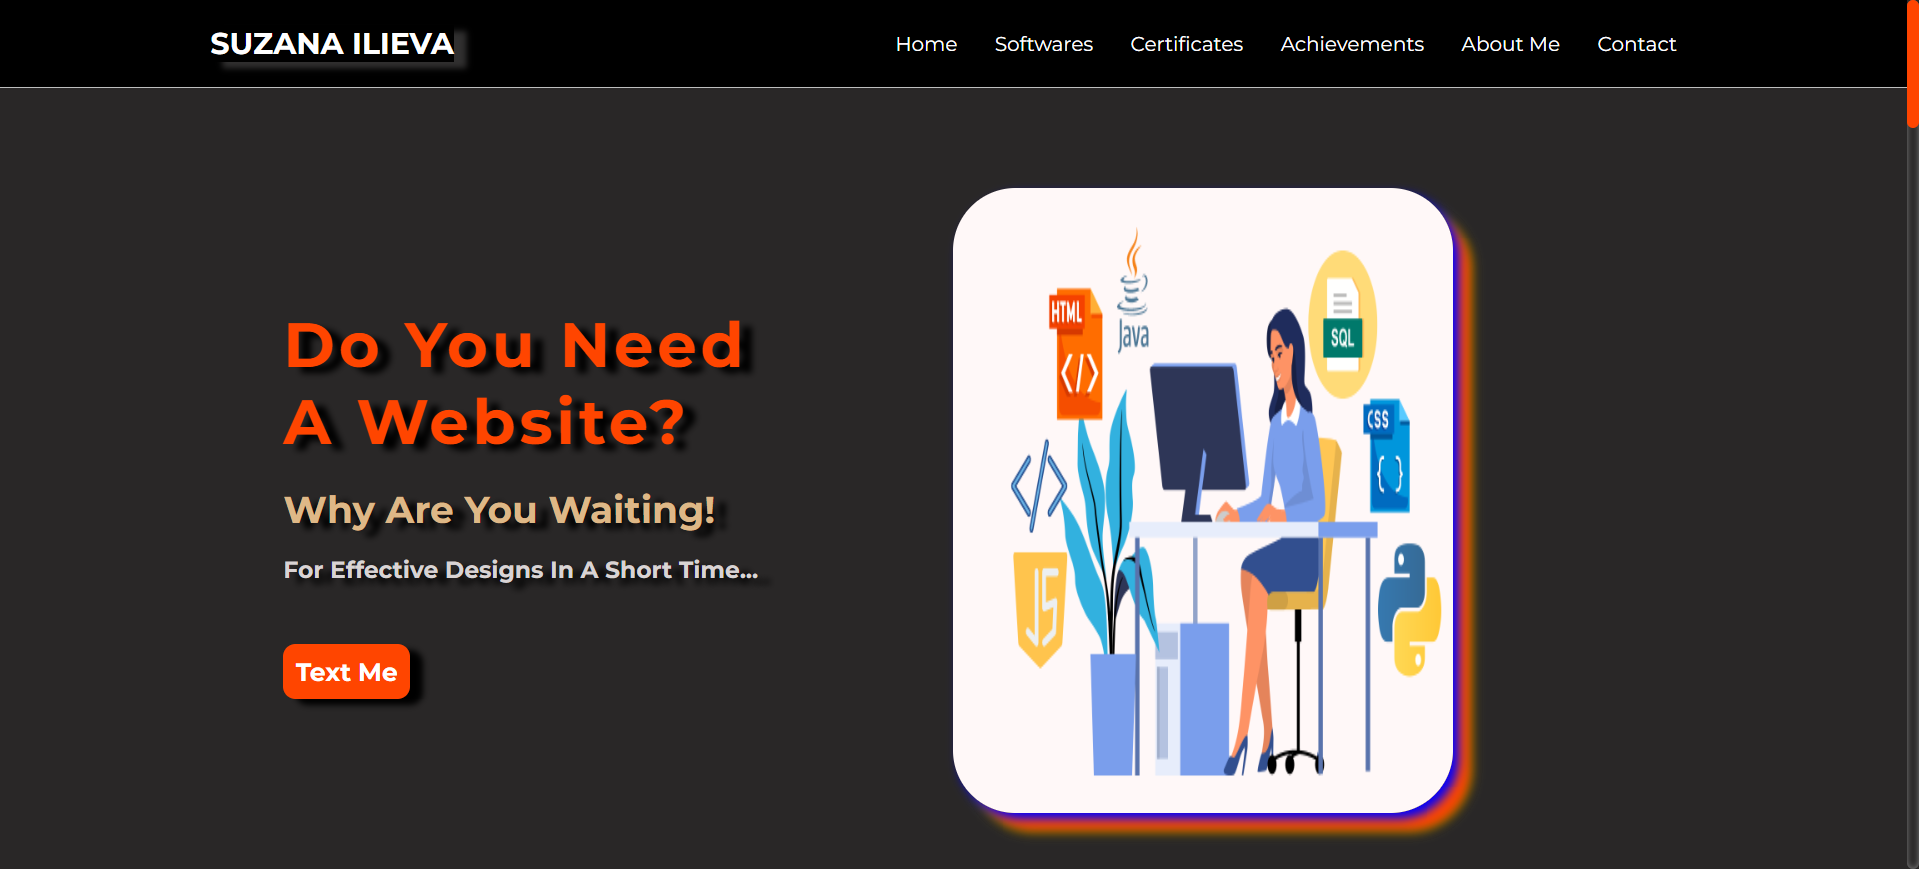 SUZANA ILIEVA
Home Softwares Certificates Achievements About Me Contact
Do You Need
A Website?
Why Are You Waiting!
For Effective Designs In A Short Time...
Text Me
HTML
</>
Java
SQL
CSS
{ }
</>
JS